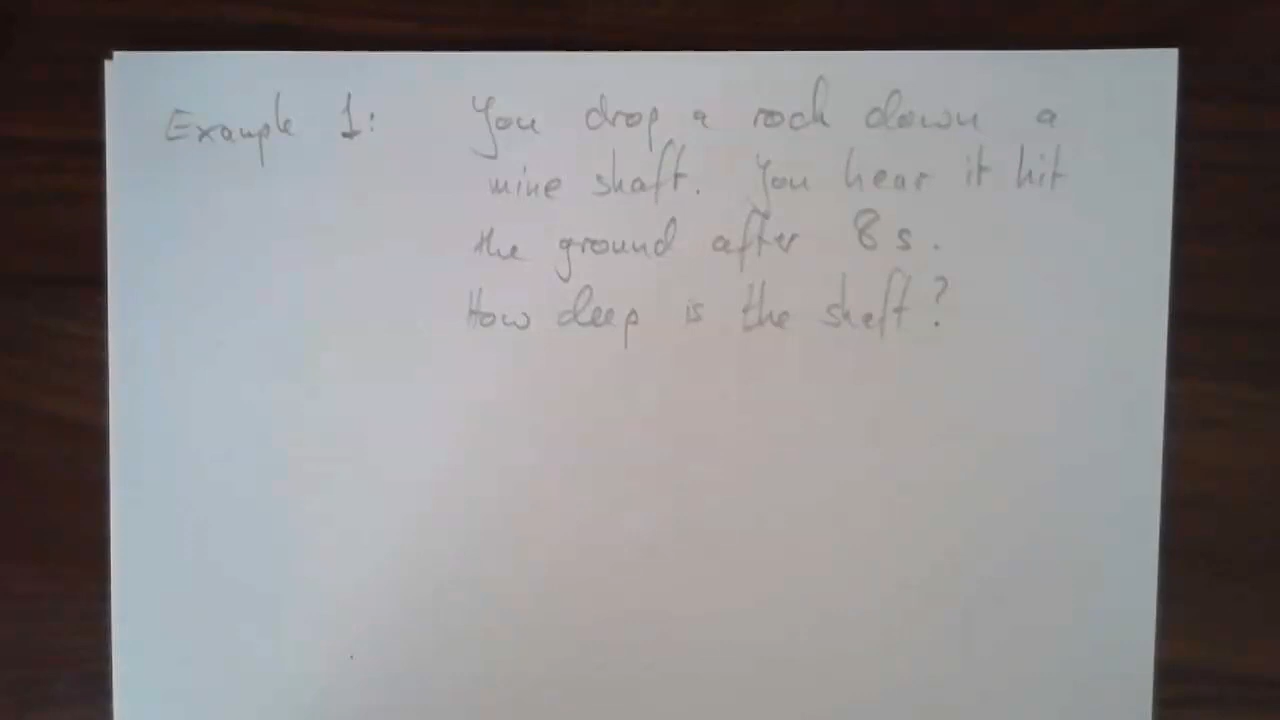 Example 1: You drop a rock down a
mine shaft. You hear it hit
the ground after 8 s.
How deep is the shaft?